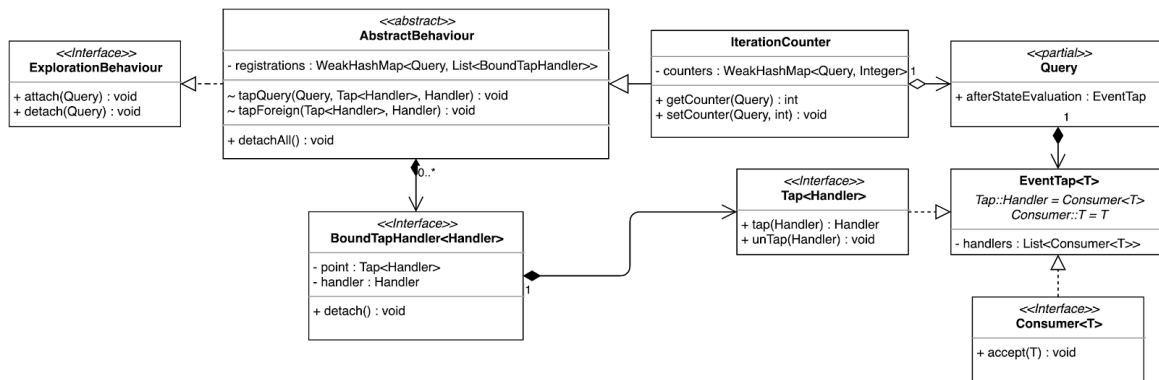 <<Interface>>
ExplorationBehaviour
+ attach(Query) : void
+ detach(Query) : void
<<abstract>>
AbstractBehaviour
- registrations : WeakHashMap<Query, List<BoundTapHandler>>
~ tapQuery(Query, Tap<Handler>, Handler) : void
~ tapForeign(Tap<Handler>, Handler) : void
+ detachAll() : void
0..*
IterationCounter
- counters : WeakHashMap<Query, Integer>
+ getCounter(Query) : int
+ setCounter(Query, int) : void
1
<<partial>>
Query
+ afterStateEvaluation : EventTap
1
<<Interface>>
BoundTapHandler<Handler>
- point : Tap<Handler>
- handler : Handler
+ detach() : void
1
<<Interface>>
Tap<Handler>
+ tap(Handler) : Handler
+ unTap(Handler) : void
EventTap<T>
Tap::Handler = Consumer<T>
Consumer::T = T
- handlers : List<Consumer<T>>
<<Interface>>
Consumer<T>
+ accept(T) : void